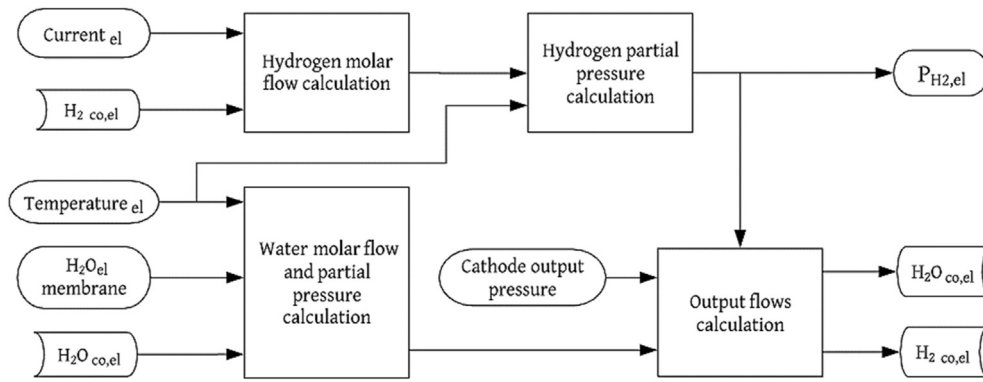 Current el
Hydrogen molar
flow calculation
Hydrogen partial
pressure
calculation
PH2,el
H2 co,el
Temperature el
H2Oel
membrane
Water molar flow
and partial
pressure
calculation
Cathode output
pressure
Output flows
calculation
H2O co,el
H2O co,el
H2 co,el